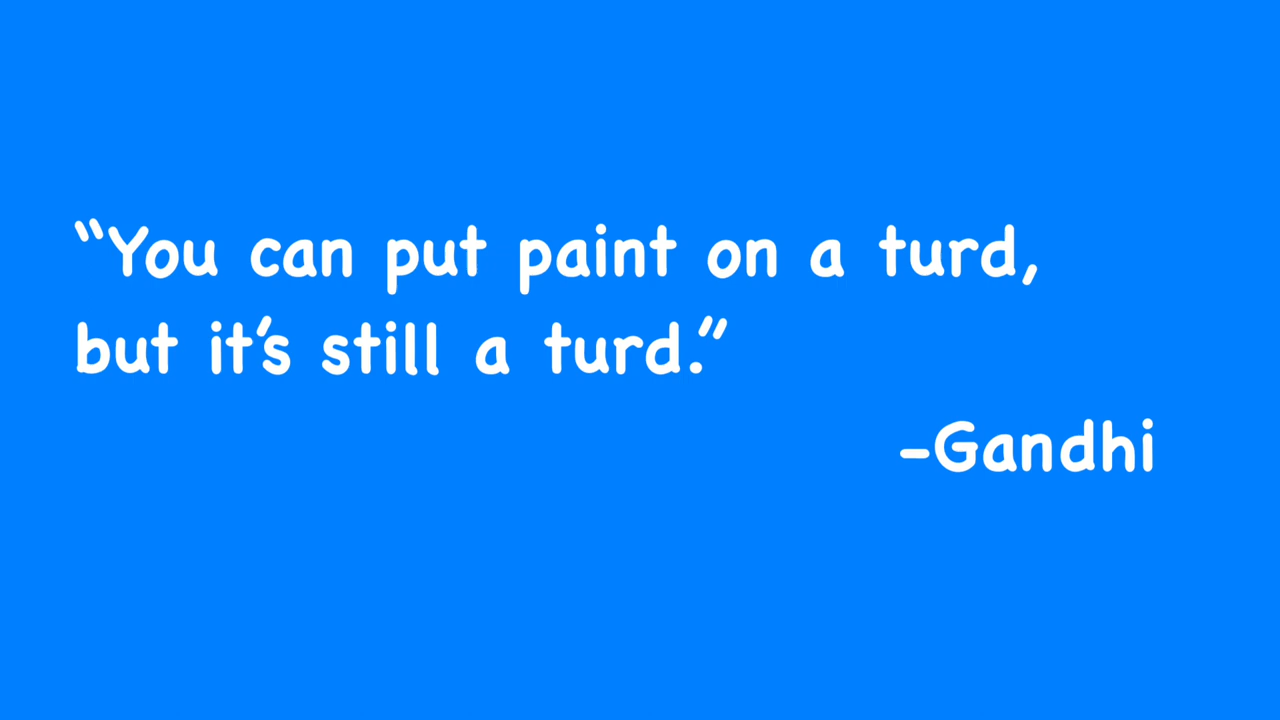 “You can put paint on a turd,
but it’s still a turd.”
-Gandhi